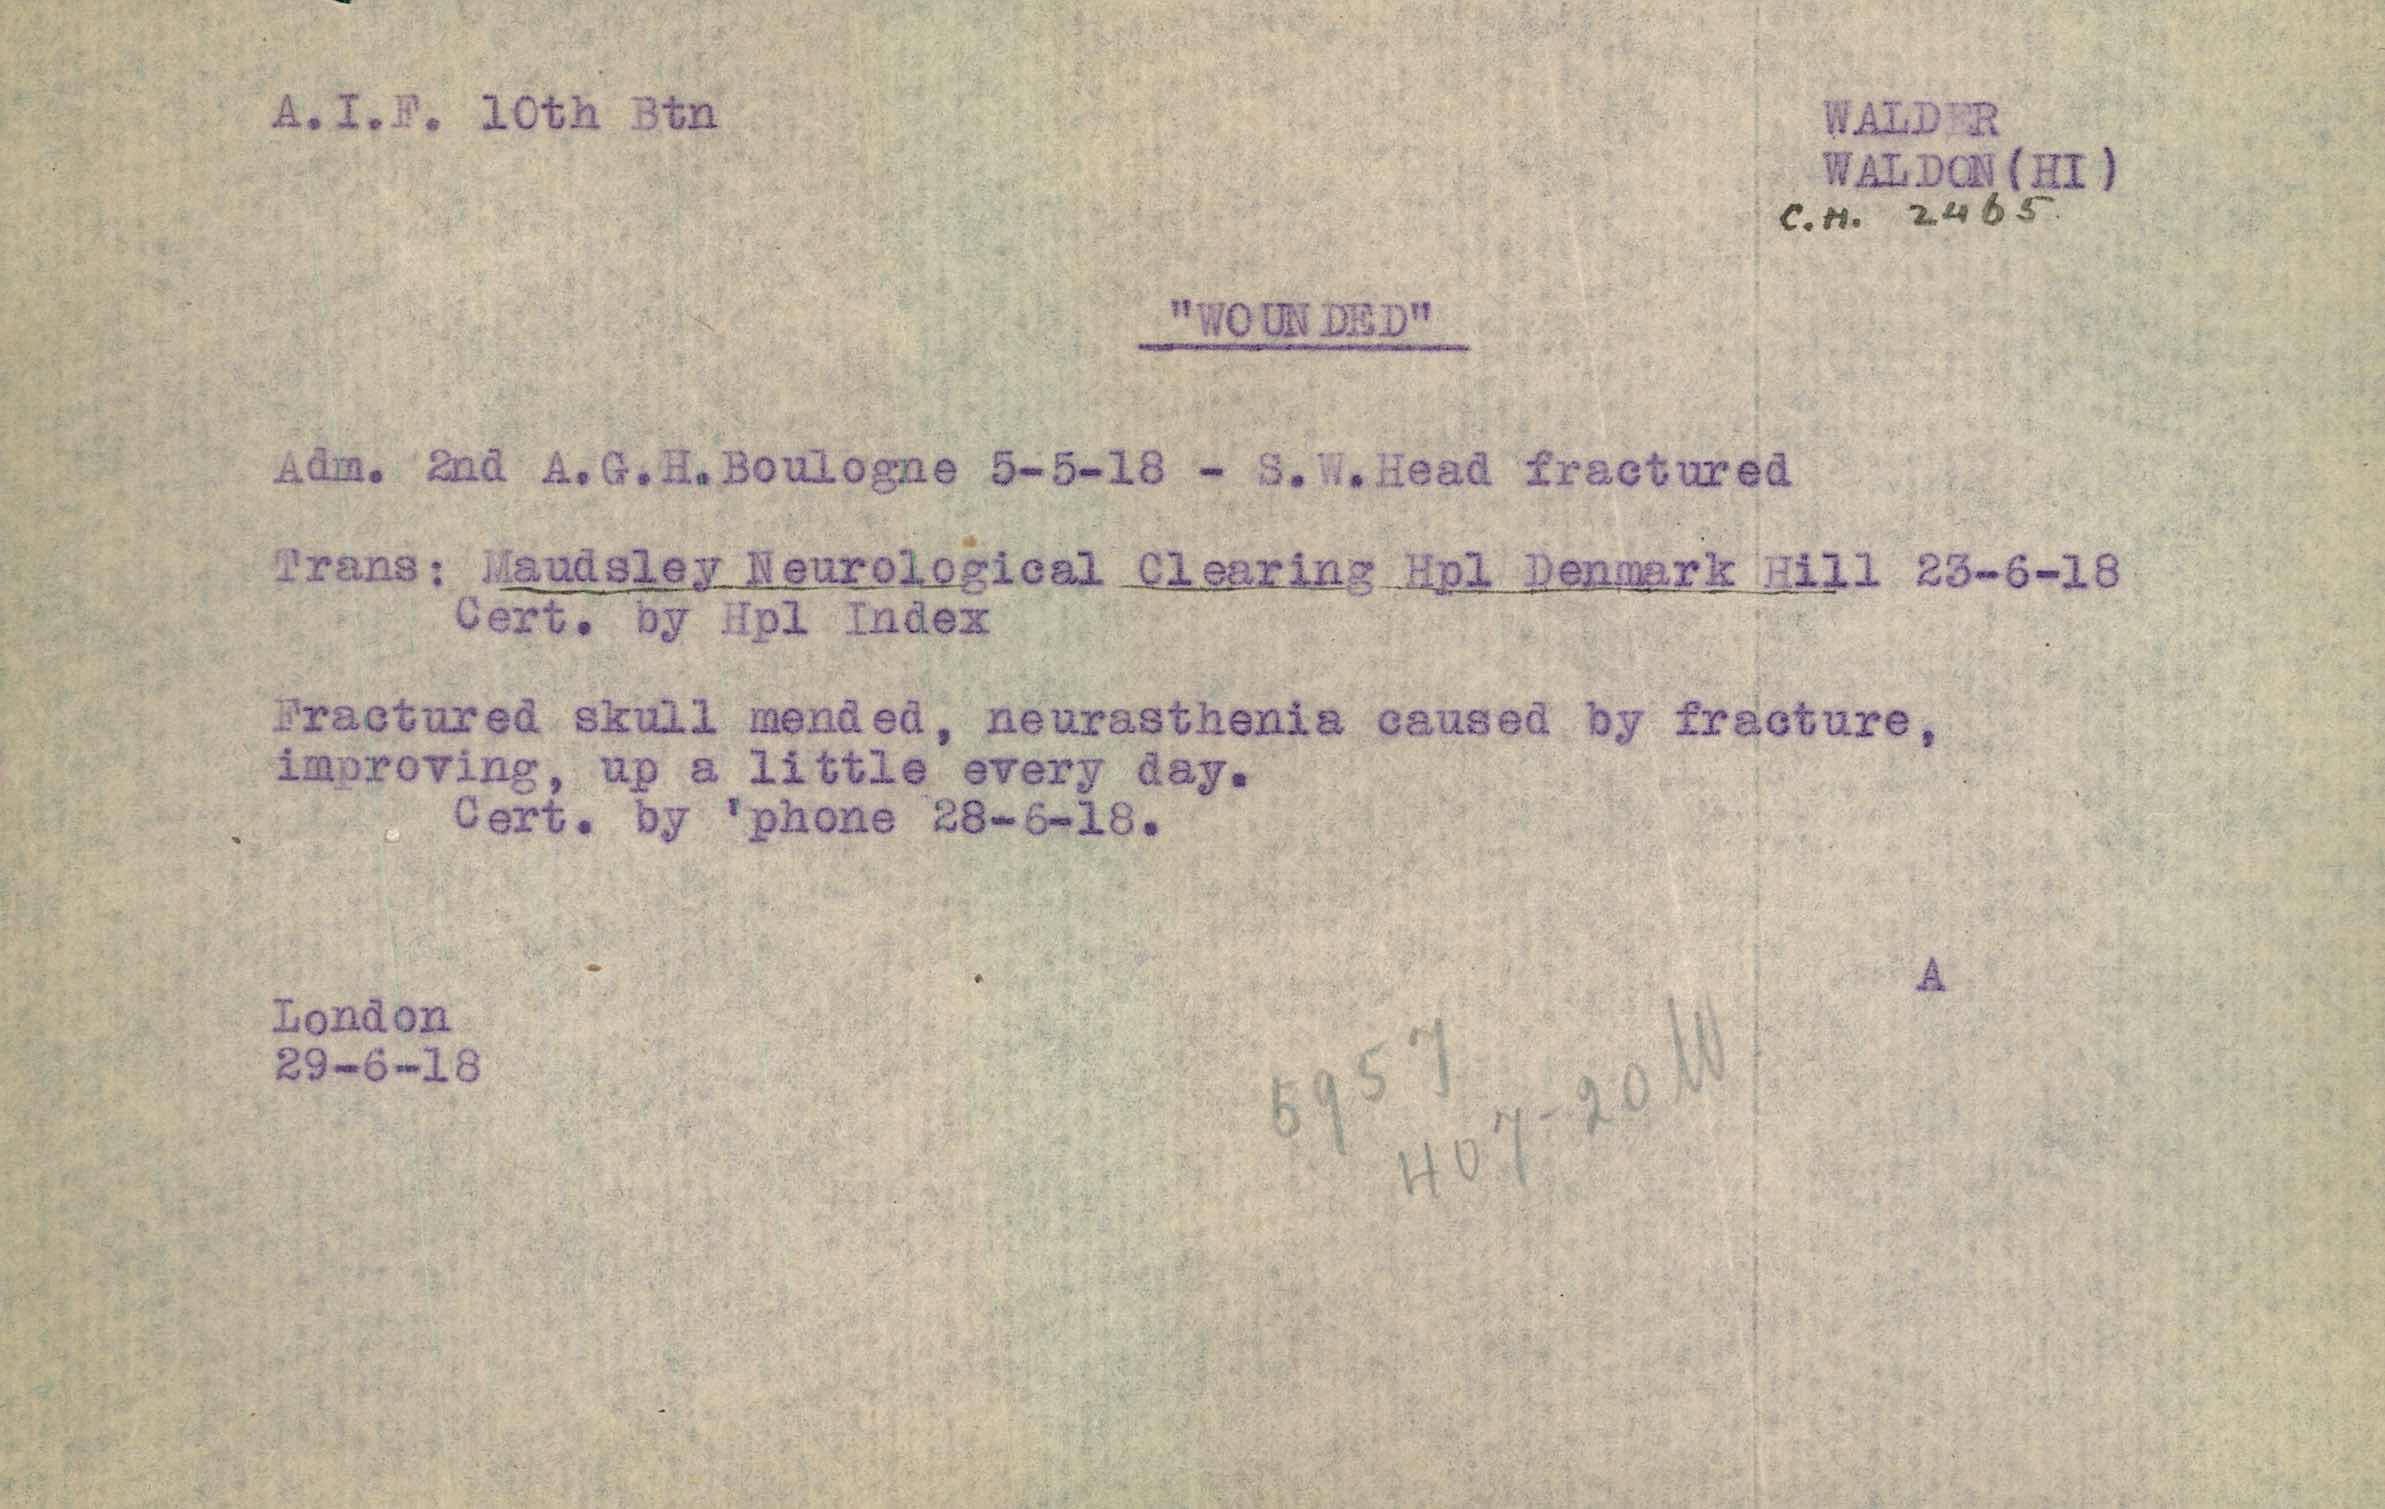 A.I.F. 10th Btn
WALDER
WALDON(HI)
C.H. 2465.
"WOUNDED"
Adm. 2nd A.G.H.Boulogne 5-5-18 - S.W.Head fractured
Trans: Maudsley Neurological Clearing Hpl Denmark Hill 23-6-18
Cert. by Hpl Index
Fractured skull mended, neurasthenia caused by fracture,
improving, up a little every day.
Cert. by 'phone 28-6-18.
A
London
29-6-18
5957
407-20W